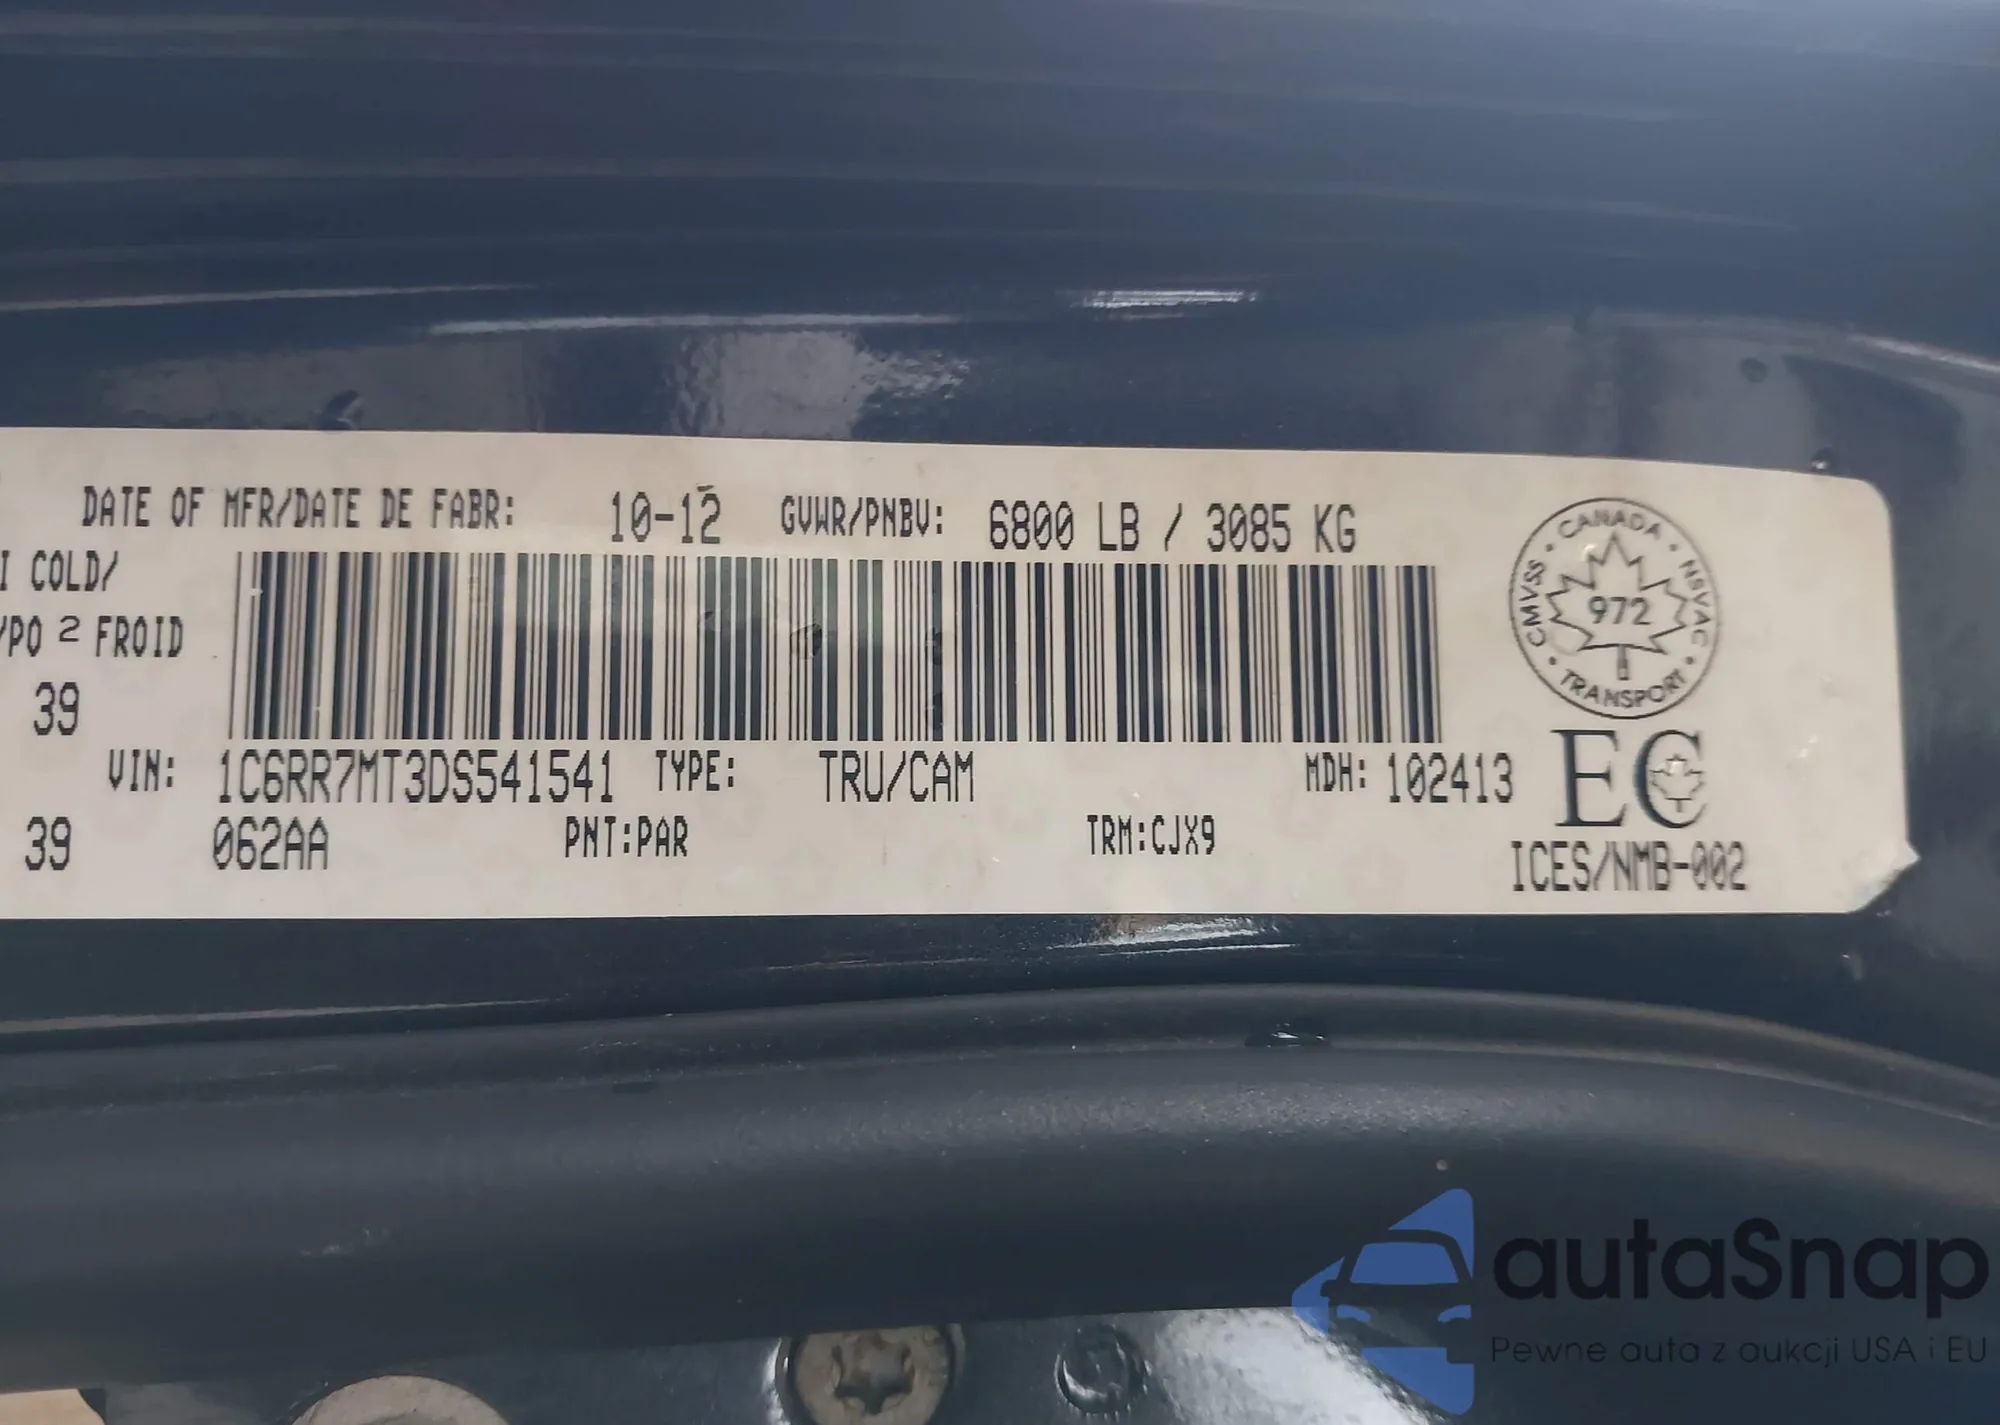 DATE OF MFR/DATE DE FABR: 10-12 GVWR/PNBV: 6800 LB / 3085 KG
I COLD/
/PO 2 FROID
39
VIN: 1C6RR7MT3DS541541 TYPE: TRU/CAM MDH: 102413
39 062AA PNT:PAR TRM:CJX9
CANADA
CMVSS · NSVAC
972
TRANSPORT
EC
ICES/NMB-002
autaSnap
Pewne auta z aukcji USA i EU